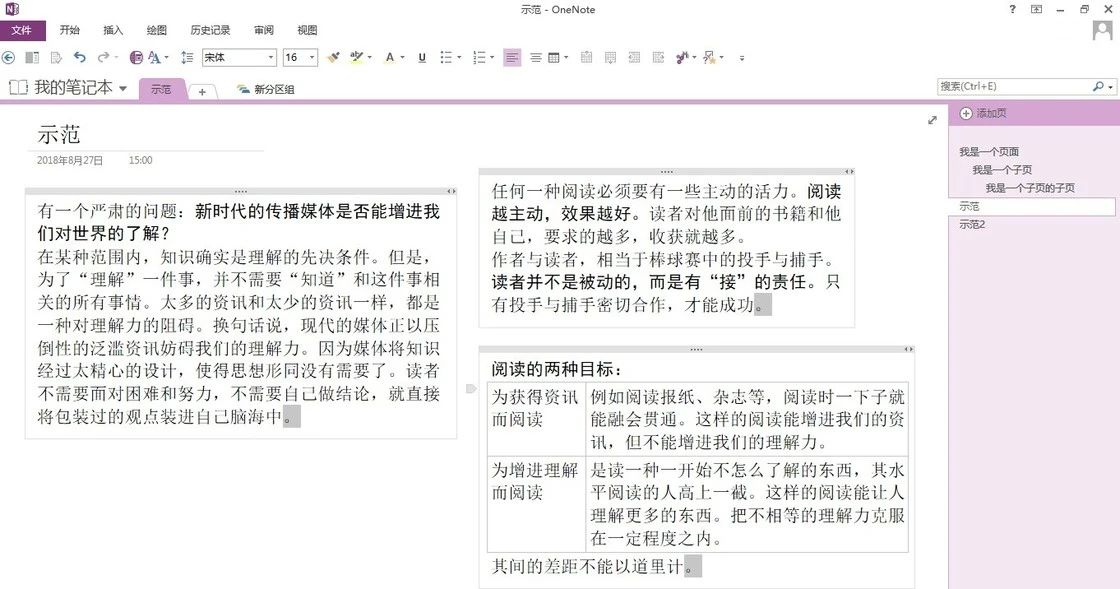 示范 - OneNote
文件 开始 插入 绘图 历史记录 审阅 视图
宋体 16
我的笔记本 示范 新分区组
搜索(Ctrl+E)
示范
2018年8月27日 15:00
有一个严肃的问题：新时代的传播媒体是否能增进我
们对世界的了解？
在某种范围内，知识确实是理解的先决条件。但是，
为了“理解”一件事，并不需要“知道”和这件事相
关的所有事情。太多的资讯和太少的资讯一样，都是
一种对理解力的阻碍。换句话说，现代的媒体正以压
倒性的泛滥资讯妨碍我们的理解力。因为媒体将知识
经过太精心的设计，使得思想形同没有需要了。读者
不需要而对困难和努力，不需要自己做结论，就直接
将包装过的观点装进自己脑海中。
任何一种阅读必须要有一些主动的活力。阅读
越主动，效果越好。读者对他而前的书籍和他
自己，要求的越多，收获就越多。
作者与读者，相当于棒球赛中的投手与捕手。
读者并不是被动的，而是有“接”的责任。只
有投手与捕手密切合作，才能成功。
阅读的两种目标：
为获得资讯
而阅读
例如阅读报纸、杂志等，阅读时一下子就
能融会贯通。这样的阅读能增进我们的资
讯，但不能增进我们的理解力。
为增进理解
而阅读
是读一种一开始不怎么了解的东西，其水
平阅读的人高上一截。这样的阅读能让人
理解更多的东西。把不相等的理解力克服
在一定程度之内。
其间的差距不能以道里计。
添加页
我是一个页面
我是一个子页
我是一个子页的子页
示范
示范2